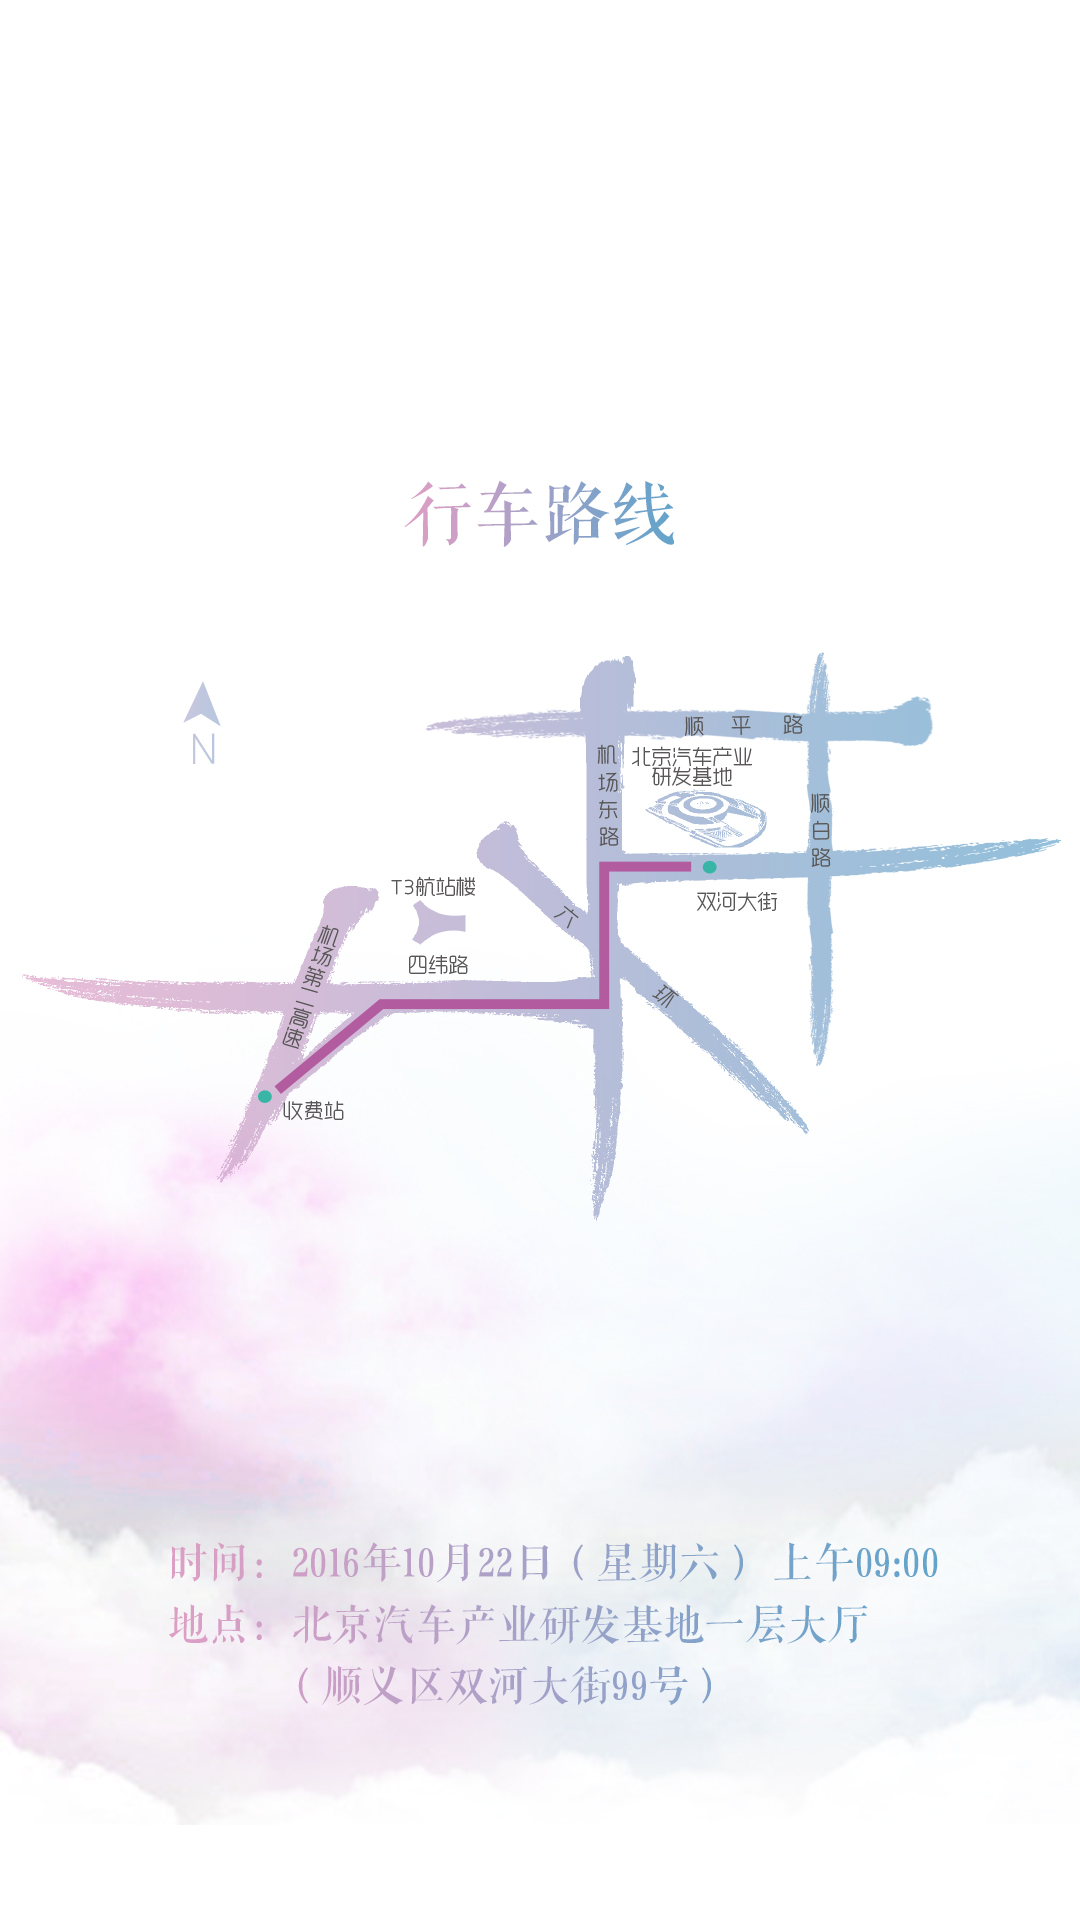 行车路线
N
顺平路
机场东路
北京汽车产业
研发基地
顺白路
双河大街
T3航站楼
六环
四纬路
机场第二高速
收费站
时间：2016年10月22日（星期六）上午09:00
地点：北京汽车产业研发基地一层大厅
（顺义区双河大街99号）